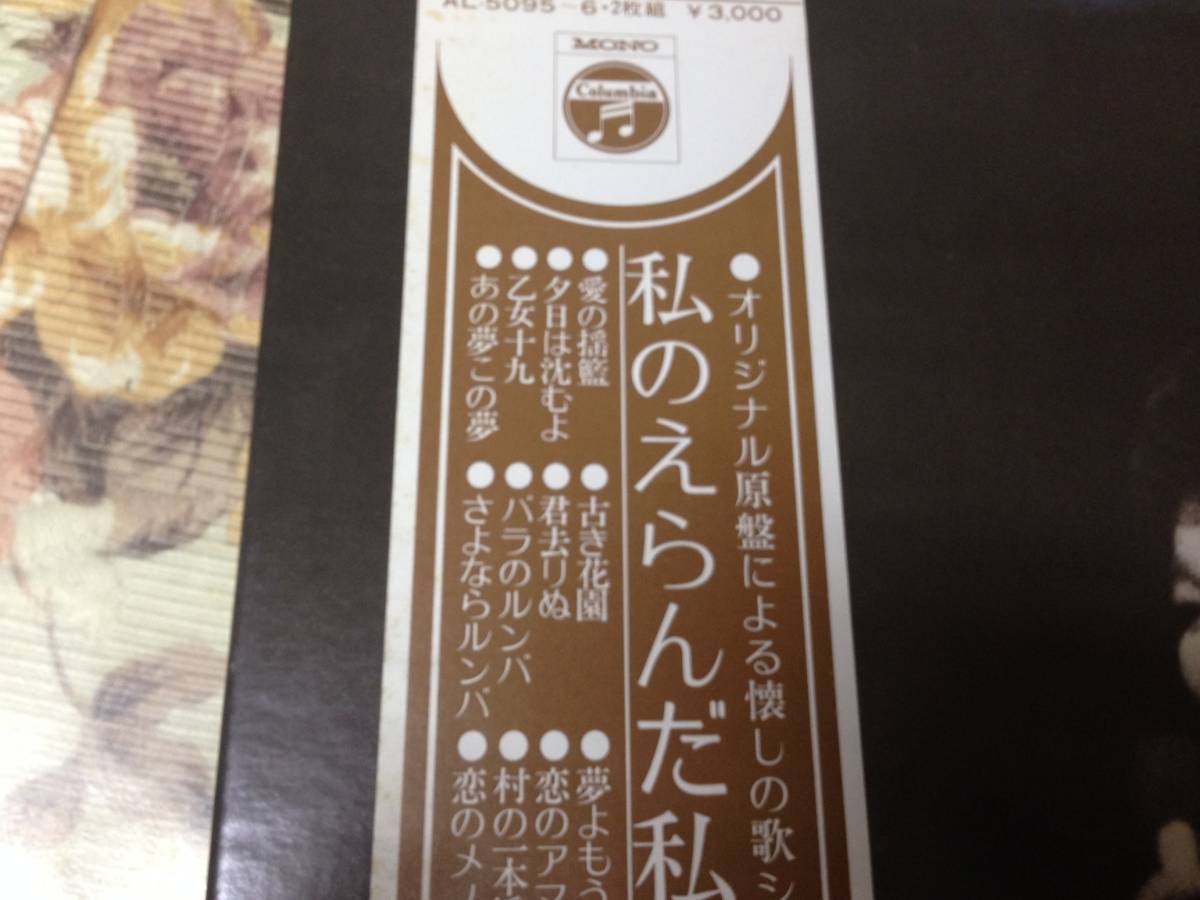 AL-5095~6・2枚組 ¥3,000
MONO
Columbia
●オリジナル原盤による懐しの歌シ
私のえらんだ私
●愛の揺籃
●夕日は沈むよ
●乙女十九
●あの夢この夢
●古き花園
●君去りぬ
●バラのルンバ
●さよならルンバ
●夢よもう
●恋のアマ
●村の一本
●恋のメ